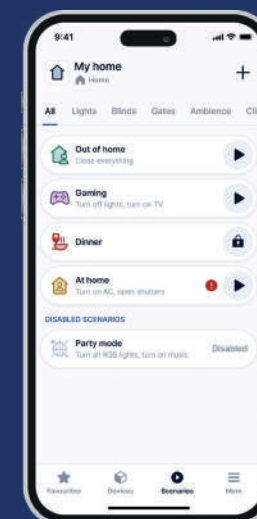 9:41
My home
Home
All Lights Blinds Gates Ambience Cli
Out of home
Close everything
Gaming
Turn off lights, turn on TV
Dinner
At home
Turn on AC, open shutters
DISABLED SCENARIOS
Party mode
Turn all RGB lights, turn on music
Disabled
Favourites Devices Scenarios More